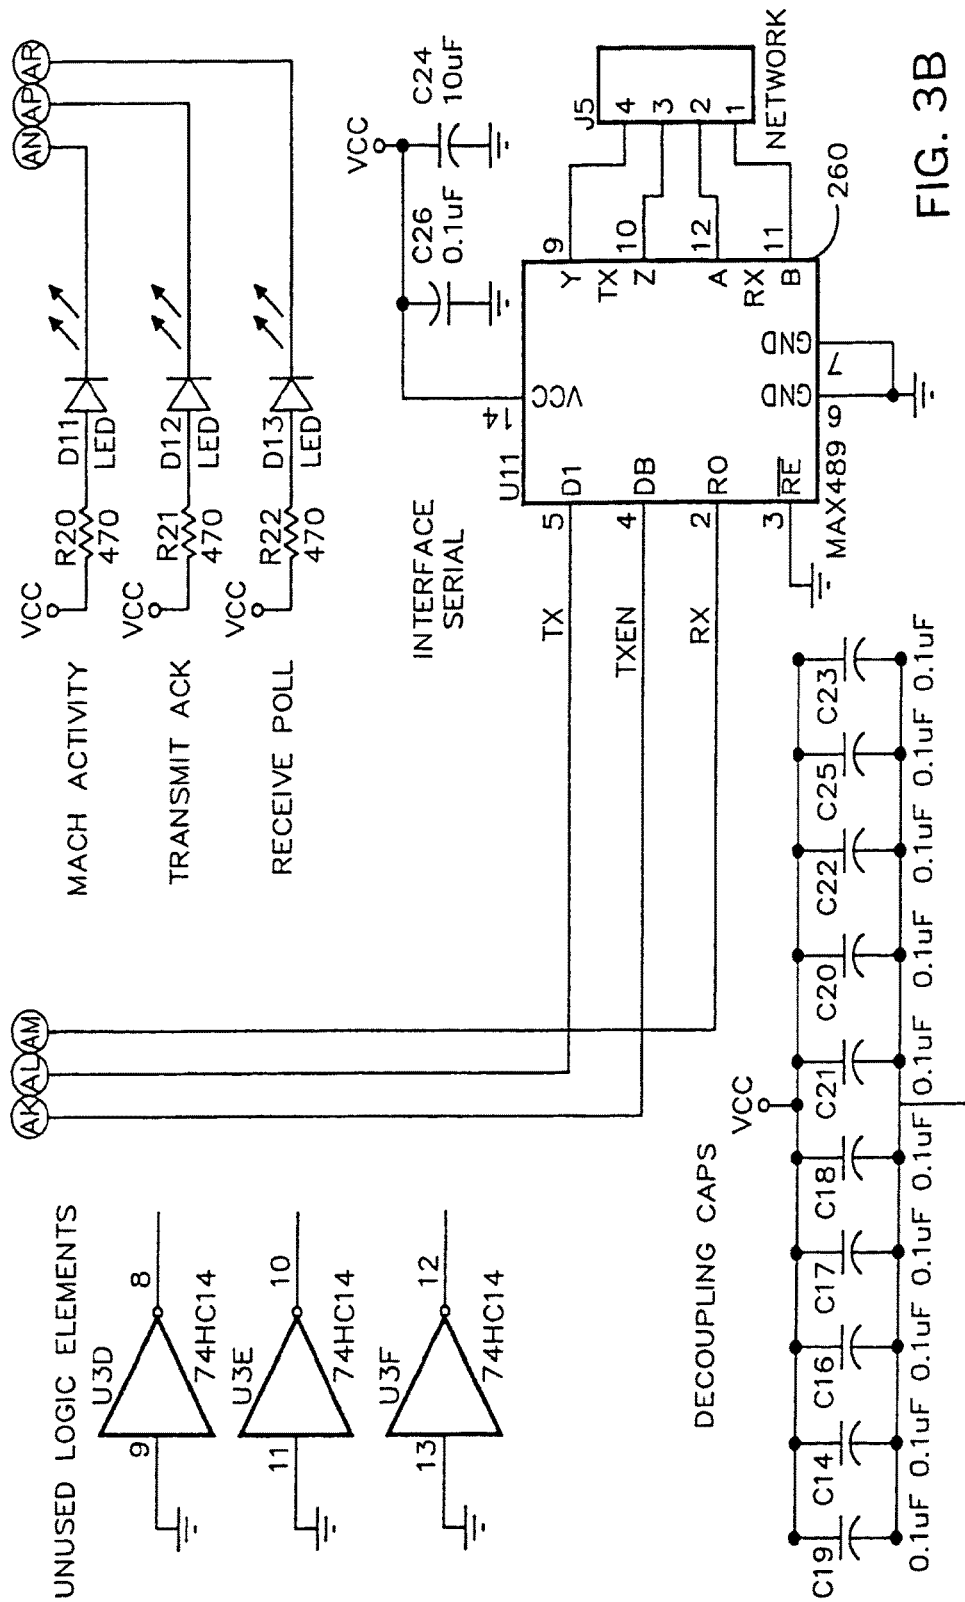 UNUSED LOGIC ELEMENTS
U3D
9
8
74HC14
U3E
11
10
74HC14
U3F
13
12
74HC14
AK
AL
AM
AN
AP
AR
MACH ACTIVITY
VCC
R20
470
D11
LED
TRANSMIT ACK
VCC
R21
470
D12
LED
RECEIVE POLL
VCC
R22
470
D13
LED
INTERFACE
SERIAL
VCC
C26
0.1uF
C24
10uF
TX
TXEN
RX
U11
14
VCC
5
D1
4
DB
2
RO
3
RE
Y
9
TX
Z
10
A
12
RX
B
11
GND
6
GND
7
MAX489
260
J5
4
3
2
1
NETWORK
DECOUPLING CAPS
VCC
C19
C14
C16
C17
C18
C21
C20
C22
C25
C23
0.1uF
0.1uF
0.1uF
0.1uF
0.1uF
0.1uF
0.1uF
0.1uF
0.1uF
0.1uF
FIG. 3B